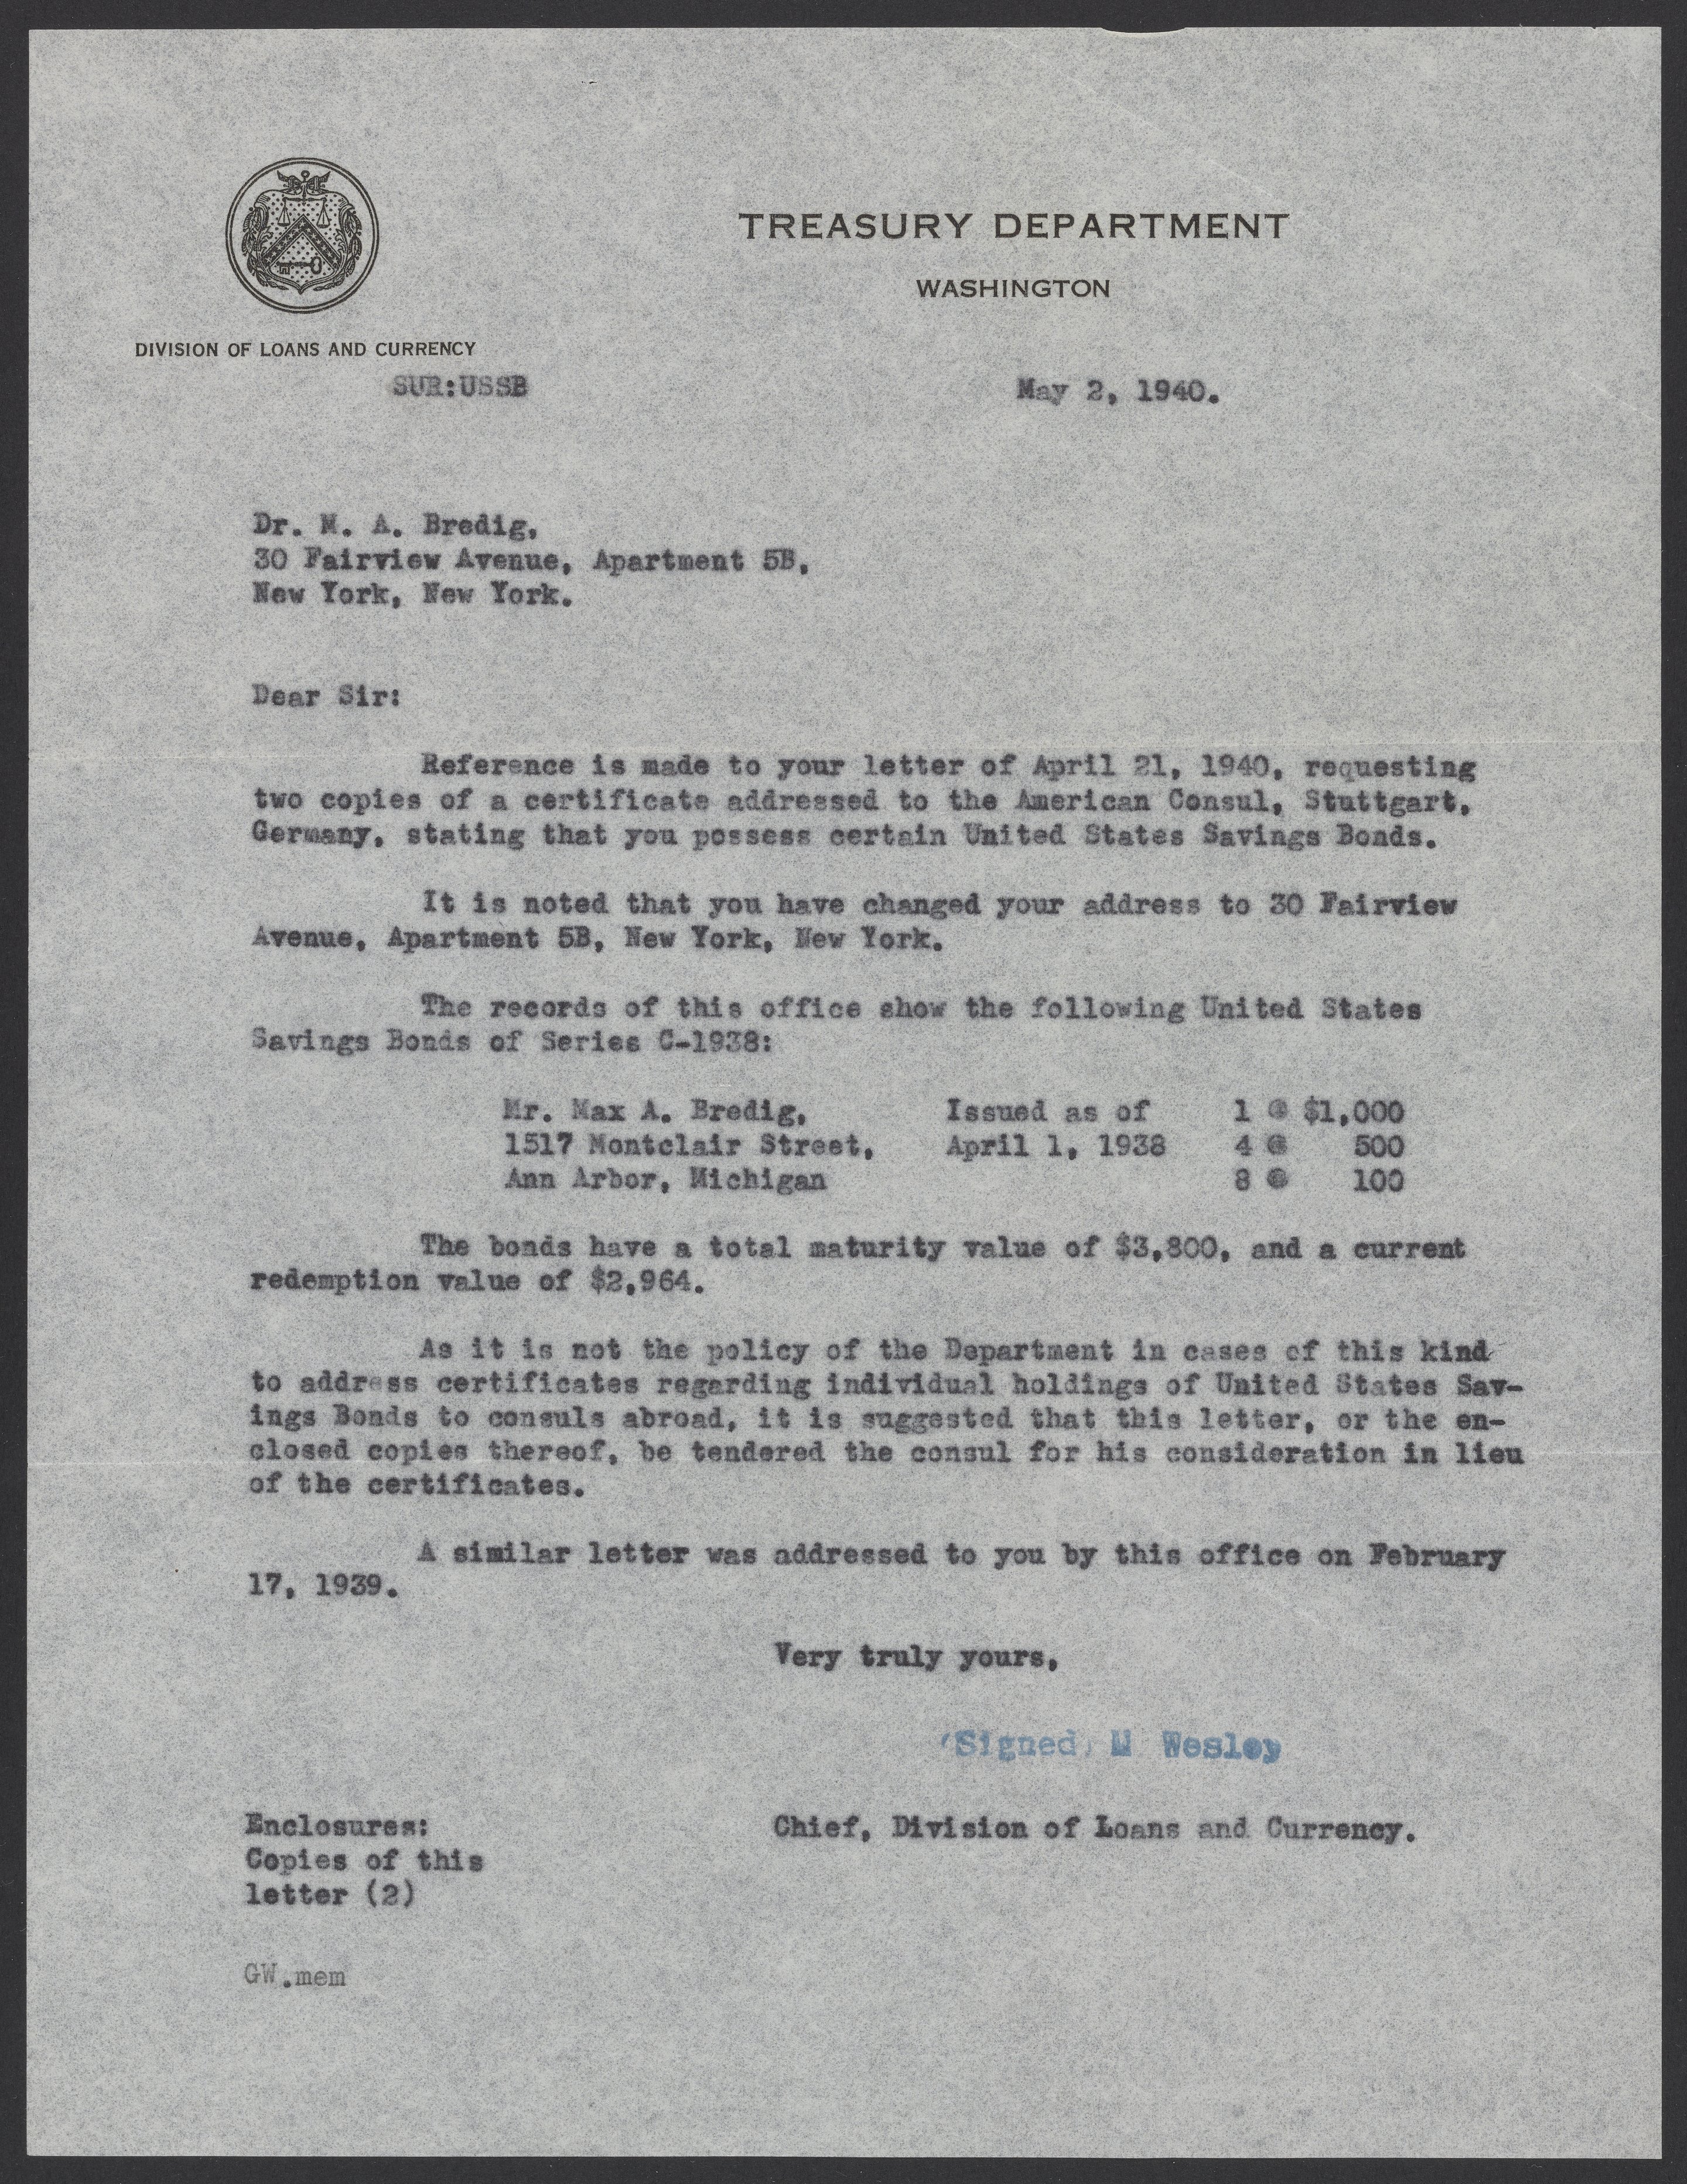 TREASURY DEPARTMENT
WASHINGTON
DIVISION OF LOANS AND CURRENCY
SUR:USSB
May 2, 1940.
Dr. M. A. Bredig,
30 Fairview Avenue, Apartment 5B,
New York, New York.
Dear Sir:
Reference is made to your letter of April 21, 1940, requesting
two copies of a certificate addressed to the American Consul, Stuttgart,
Germany, stating that you possess certain United States Savings Bonds.
It is noted that you have changed your address to 30 Fairview
Avenue, Apartment 5B, New York, New York.
The records of this office show the following United States
Savings Bonds of Series C-1938:
Mr. Max A. Bredig, Issued as of 1 @ $1,000
1517 Montclair Street, April 1, 1938 4 @ 500
Ann Arbor, Michigan 8 @ 100
The bonds have a total maturity value of $3,800, and a current
redemption value of $2,964.
As it is not the policy of the Department in cases of this kind
to address certificates regarding individual holdings of United States Sav-
ings Bonds to consuls abroad, it is suggested that this letter, or the en-
closed copies thereof, be tendered the consul for his consideration in lieu
of the certificates.
A similar letter was addressed to you by this office on February
17, 1939.
Very truly yours,
(Signed) M Wesley
Chief, Division of Loans and Currency.
Enclosures:
Copies of this
letter (2)
GW.mem